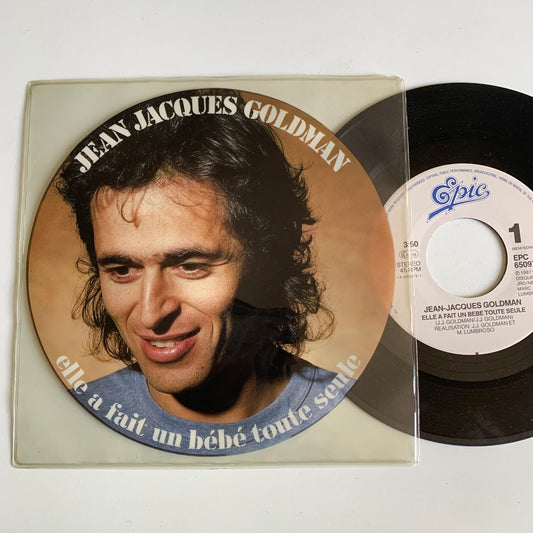 JEAN JACQUES GOLDMAN
elle a fait un bébé toute seule
Epic
1
3:50
STEREO
45 RPM
EPC
JEAN-JACQUES GOLDMAN
ELLE A FAIT UN BEBE TOUTE SEULE
(J.J. GOLDMAN/J.J. GOLDMAN)
REALISATION : J.J. GOLDMAN ET
M. LUMBROSO